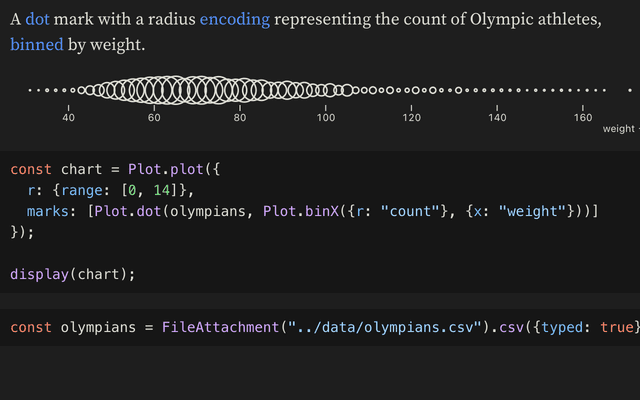 A dot mark with a radius encoding representing the count of Olympic athletes,
binned by weight.
40 60 80 100 120 140 160
weight
const chart = Plot.plot({
  r: {range: [0, 14]},
  marks: [Plot.dot(olympians, Plot.binX({r: "count"}, {x: "weight"}))]
});
display(chart);
const olympians = FileAttachment("../data/olympians.csv").csv({typed: true}